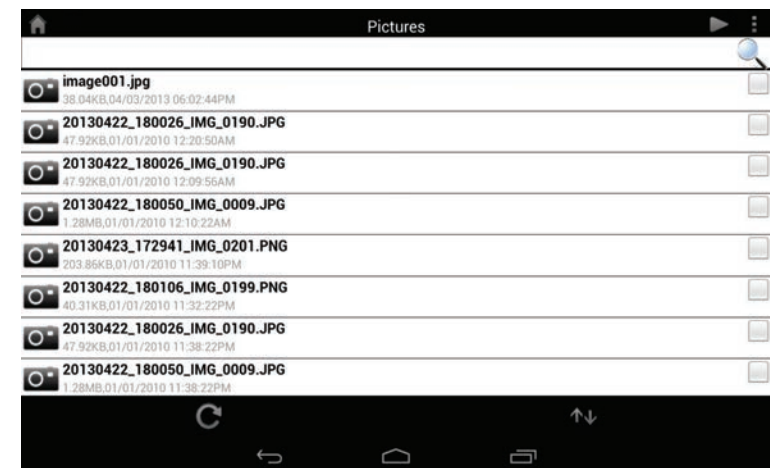 Pictures
image001.jpg
38.04KB,04/03/2013 06:02:44PM
20130422_180026_IMG_0190.JPG
47.92KB,01/01/2010 12:20:50AM
20130422_180026_IMG_0190.JPG
47.92KB,01/01/2010 12:09:56AM
20130422_180050_IMG_0009.JPG
1.28MB,01/01/2010 12:10:22AM
20130423_172941_IMG_0201.PNG
203.86KB,01/01/2010 11:39:10PM
20130422_180106_IMG_0199.PNG
40.31KB,01/01/2010 11:32:22PM
20130422_180026_IMG_0190.JPG
47.92KB,01/01/2010 11:38:22PM
20130422_180050_IMG_0009.JPG
1.28MB,01/01/2010 11:38:22PM